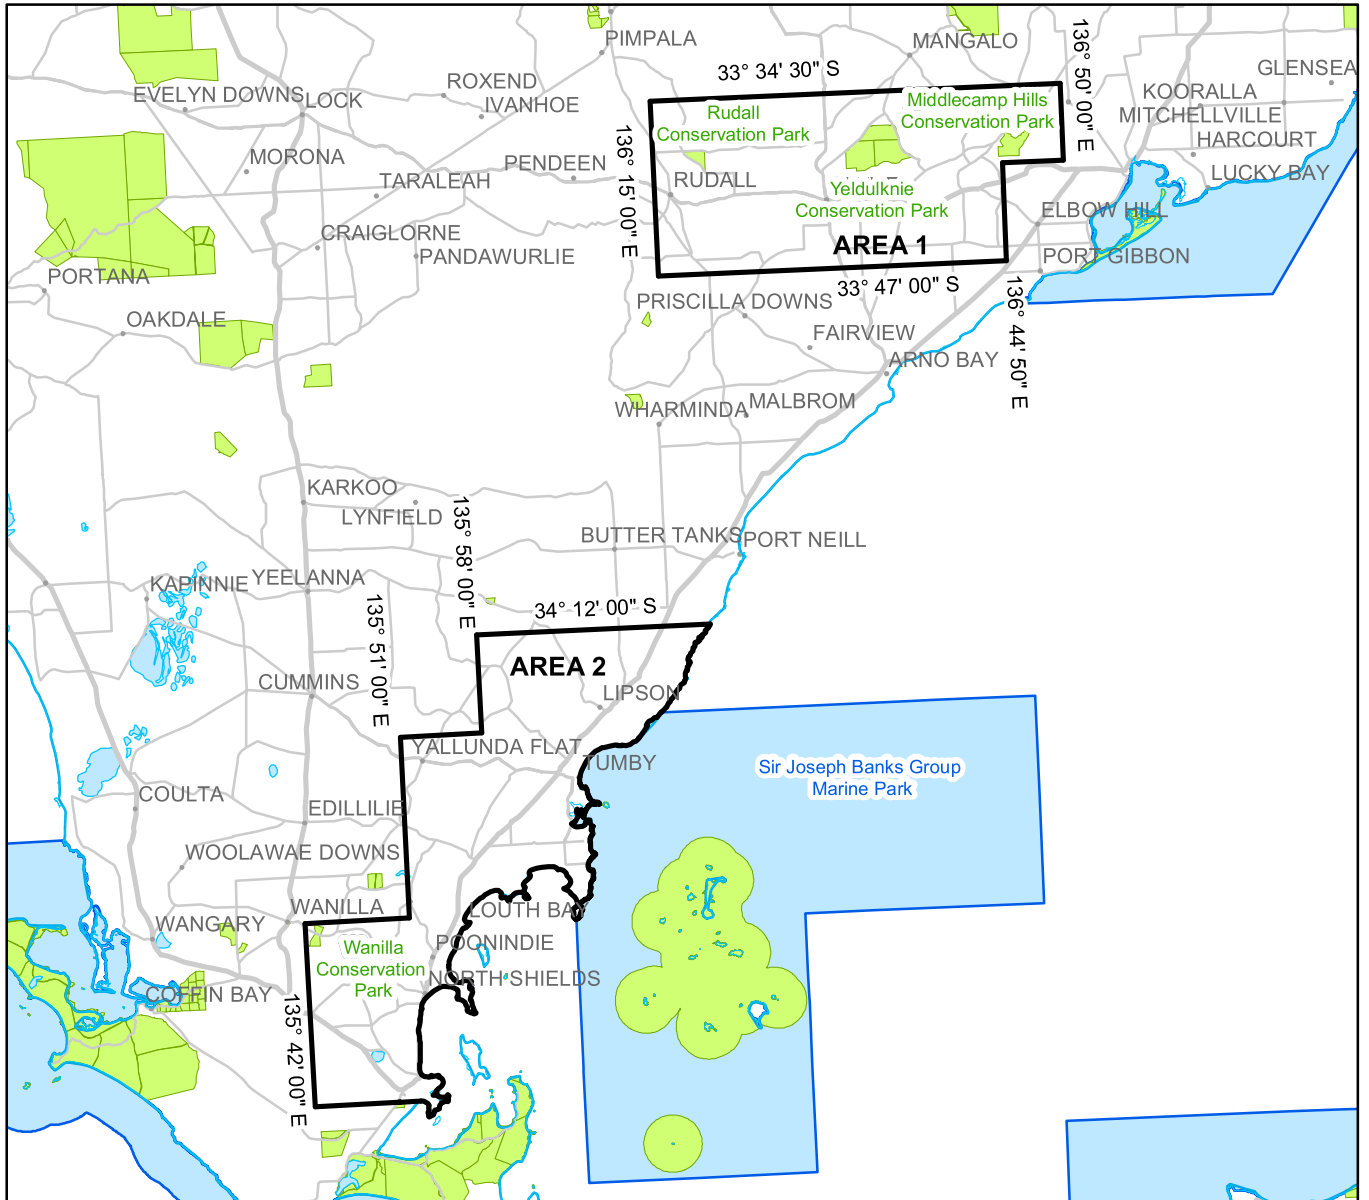 PIMPALA
MANGALO
136° 50' 00" E
GLENSEA
33° 34' 30" S
ROXEND
IVANHOE
EVELYN DOWNS
LOCK
KOORALLA
MITCHELLVILLE
HARCOURT
LUCKY BAY
Rudall
Conservation Park
Middlecamp Hills
Conservation Park
136° 15' 00" E
MORONA
PENDEEN
TARALEAH
RUDALL
Yeldulknie
Conservation Park
ELBOW HILL
CRAIGLORNE
PANDAWURLIE
AREA 1
PORT GIBBON
PORTANA
33° 47' 00" S
136° 44' 50" E
PRISCILLA DOWNS
OAKDALE
FAIRVIEW
ARNO BAY
WHARMINDA
MALBROM
KARKOO
LYNFIELD
135° 58' 00" E
BUTTER TANKS
PORT NEILL
KAPINNIE
YEELANNA
135° 51' 00" E
34° 12' 00" S
AREA 2
CUMMINS
LIPSON
YALLUNDA FLAT
TUMBY
Sir Joseph Banks Group
Marine Park
COULTA
EDILLILIE
WOOLAWAE DOWNS
WANILLA
LOUTH BAY
WANGARY
Wanilla
Conservation
Park
POONINDIE
NORTH SHIELDS
COFFIN BAY
135° 42' 00" E